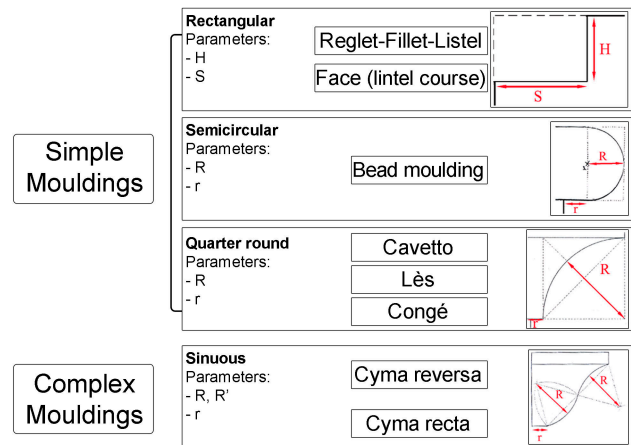 Simple
Mouldings
Rectangular
Parameters:
- H
- S
Reglet-Fillet-Listel
Face (lintel course)
H
S
Semicircular
Parameters:
- R
- r
Bead moulding
R
r
Quarter round
Parameters:
- R
- r
Cavetto
Lès
Congé
R
r
Complex
Mouldings
Sinuous
Parameters:
- R, R’
- r
Cyma reversa
Cyma recta
R
R
r